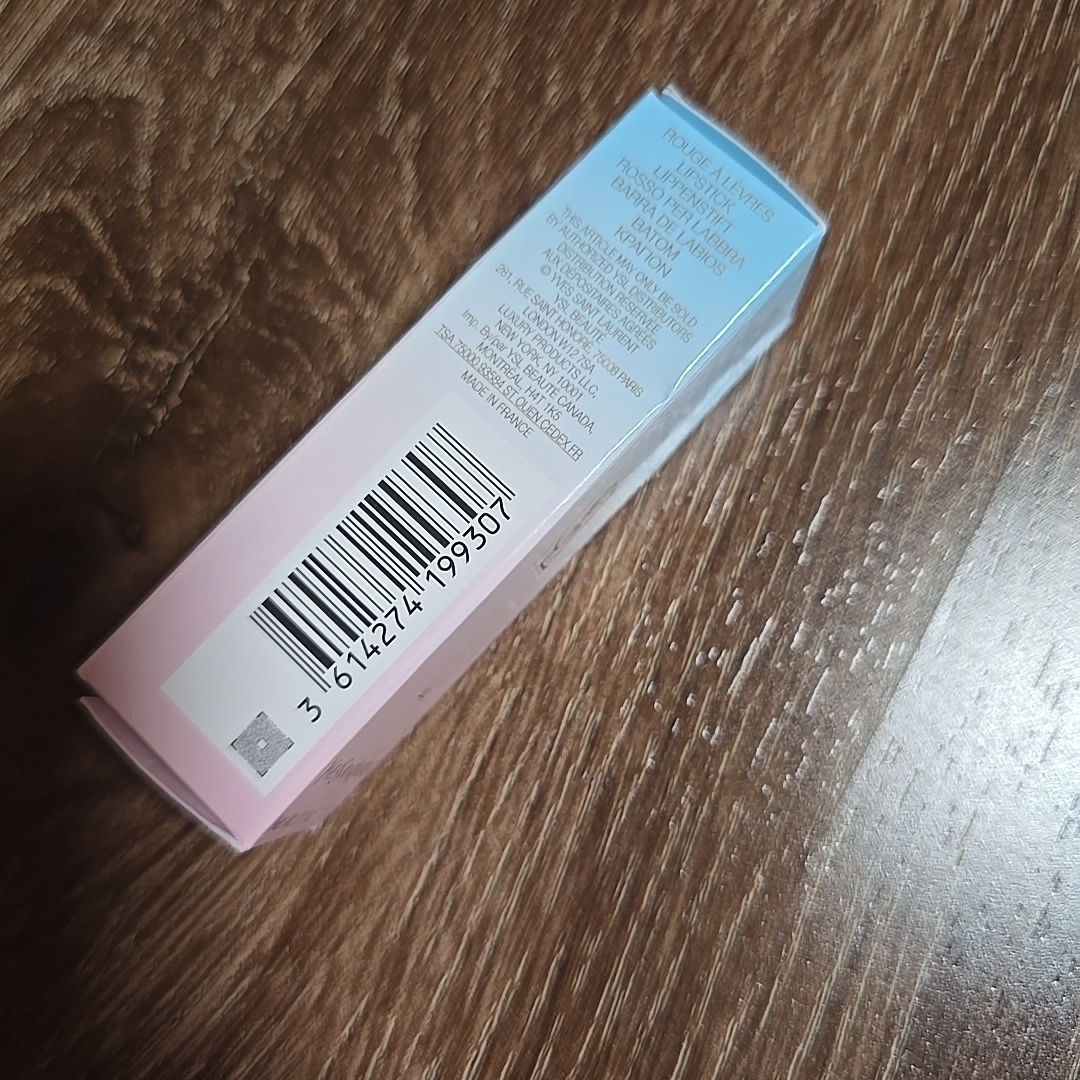 ROUGE À LÈVRES
LIPSTICK
LIPPENSTIFT
ROSSO PER LABBRA
BARRA DE LABIOS
BATOM
ΚΡΑΓΙΟΝ
THIS ARTICLE MAY ONLY BE SOLD
BY AUTHORIZED YSL DISTRIBUTORS
DISTRIBUTION RÉSERVÉE
AUX DÉPOSITAIRES AGRÉÉS
© YVES SAINT LAURENT
YSL BEAUTÉ
281, RUE SAINT HONORÉ, 75008 PARIS
LONDON W12 7SA
LUXURY PRODUCTS LLC,
NEW YORK, NY 10001
Imp. By/par YSL BEAUTÉ CANADA,
MONTRÉAL, H4T 1K5
TSA 75000 93584 ST OUEN CEDEX FR
MADE IN FRANCE
3 614274 199307